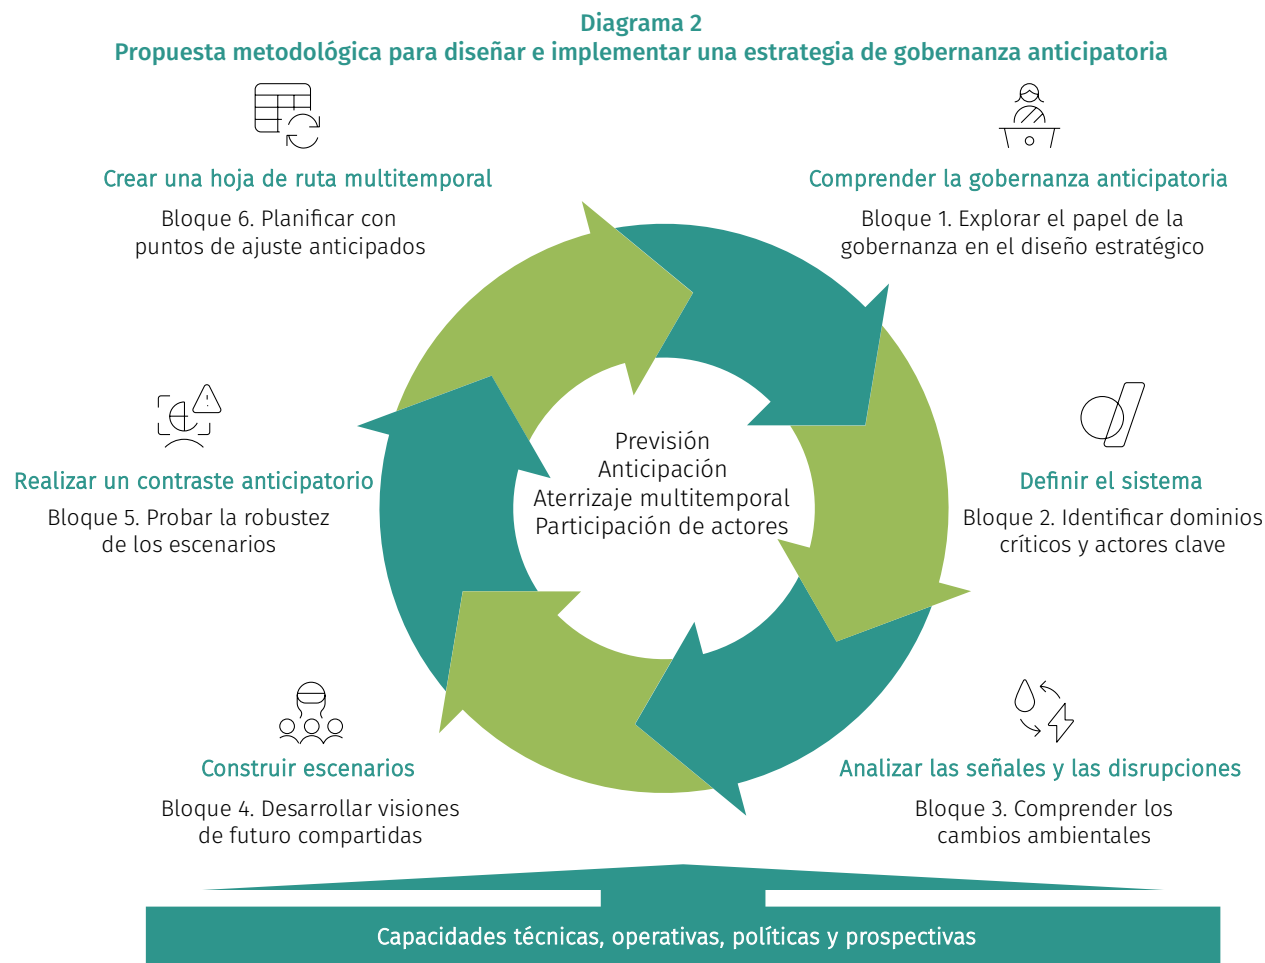 Diagrama 2
Propuesta metodológica para diseñar e implementar una estrategia de gobernanza anticipatoria
Comprender la gobernanza anticipatoria
Bloque 1. Explorar el papel de la
gobernanza en el diseño estratégico
Definir el sistema
Bloque 2. Identificar dominios
críticos y actores clave
Analizar las señales y las disrupciones
Bloque 3. Comprender los
cambios ambientales
Construir escenarios
Bloque 4. Desarrollar visiones
de futuro compartidas
Realizar un contraste anticipatorio
Bloque 5. Probar la robustez
de los escenarios
Crear una hoja de ruta multitemporal
Bloque 6. Planificar con
puntos de ajuste anticipados
Previsión
Anticipación
Aterrizaje multitemporal
Participación de actores
Capacidades técnicas, operativas, políticas y prospectivas